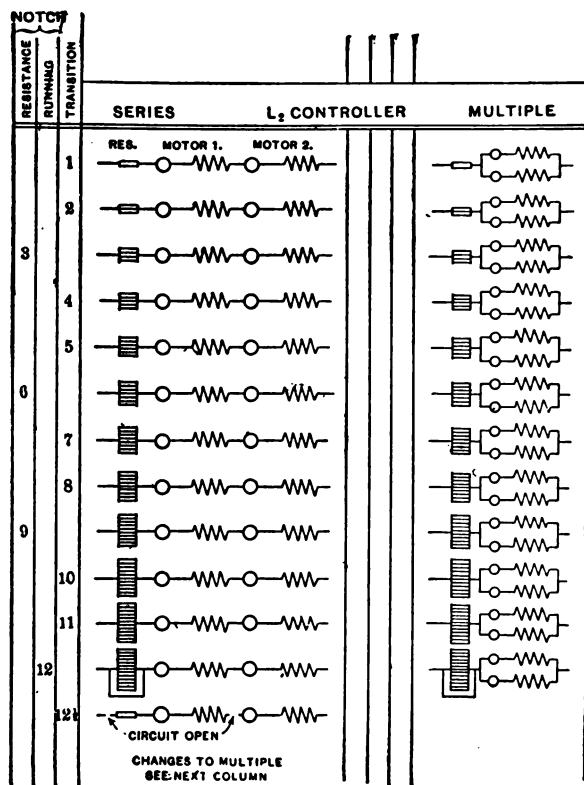 NOTCH
RESISTANCE
RUNNING
TRANSITION
SERIES L₂ CONTROLLER MULTIPLE
RES. MOTOR 1. MOTOR 2.
1
2
3
4
5
6
7
8
9
10
11
12
12½
CIRCUIT OPEN
CHANGES TO MULTIPLE
SEE NEXT COLUMN